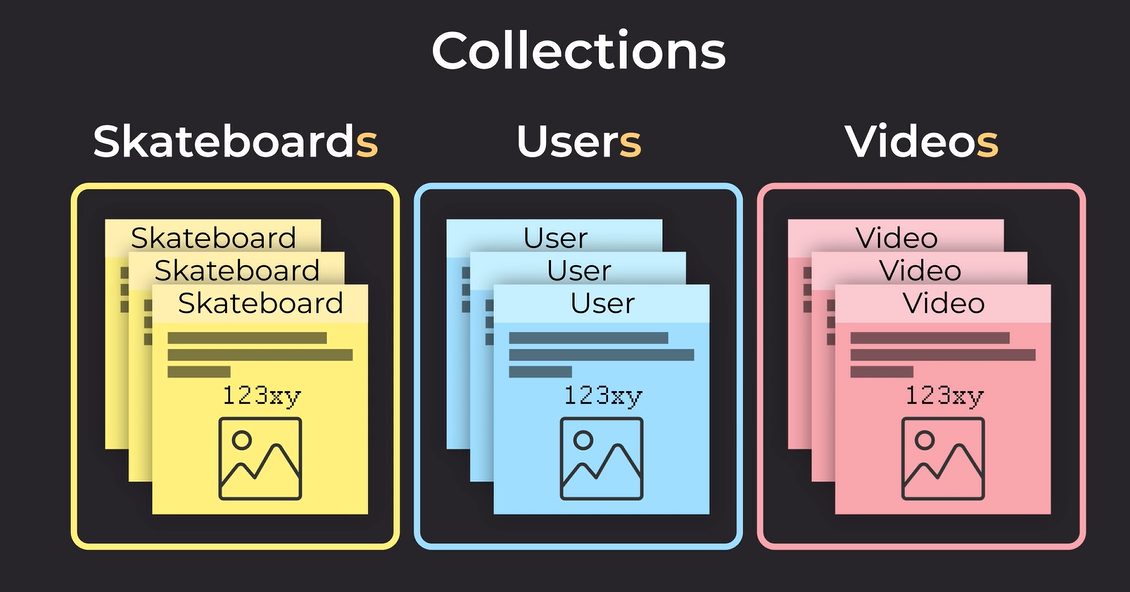 Collections
Skateboards
Skateboard
Skateboard
Skateboard
123xy
Users
User
User
User
123xy
Videos
Video
Video
Video
123xy